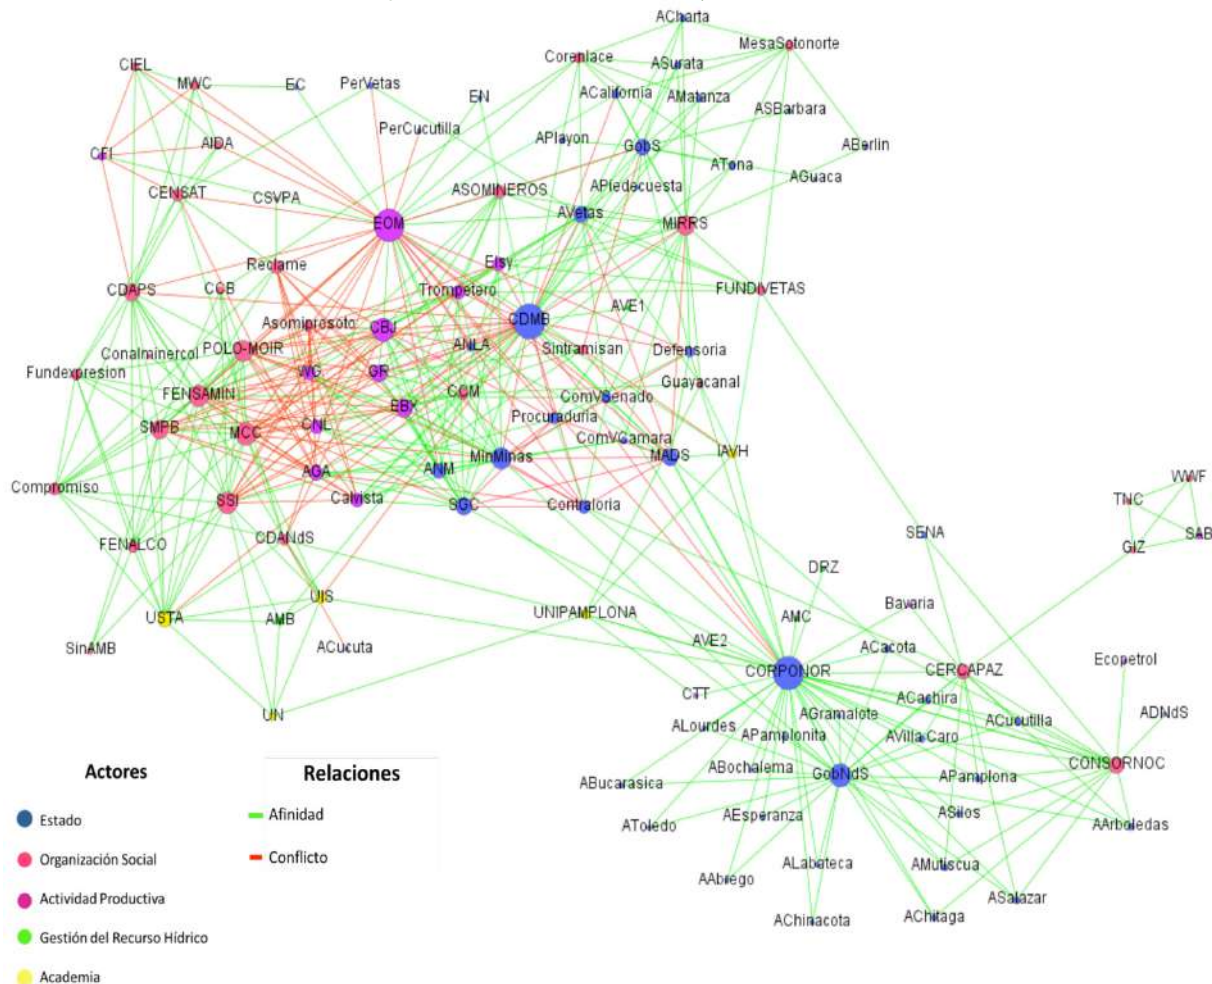 ACharta
MesaSotonorte
Corenlace
CIEL
ASurata
MWC
EC
PerVetas
ACalifornia
AMatanza
EN
ASBarbara
PerCucutilla
APlayon
AIDA
GobS
ABerlin
CFI
ATona
AGuaca
CENSAT
CSVPA
ASOMINEROS
APiedecuesta
EOM
AVetas
MIRRS
Reclame
Elsy
CDAPS
CCB
Trompetero
FUNDIVETAS
AVE1
Asomipresoto
CBJ
CDMB
Conalminercol
POLO-MOIR
ANLA
Sintramisan
Defensoria
Fundexpresion
WG
GR
Guayacanal
FENSAMIN
CCM
ComVSenado
EBY
SMPB
MCC
CNL
Procuraduria
ComVCamara
MinMinas
MADS
IAVH
AGA
ANM
Compromiso
SSI
Calvista
SGC
Contraloria
WWF
TNC
SAB
FENALCO
CDANdS
SENA
GIZ
DRZ
UIS
UNIPAMPLONA
Bavaria
USTA
AMB
AMC
SinAMB
ACucuta
AVE2
ACacota
CORPONOR
CERCAPAZ
Ecopetrol
CTT
ACachira
UN
ALourdes
AGramalote
ACucutilla
ADNdS
APamplonita
AVilla Caro
ABochalema
GobNdS
CONSORNOC
ABucarasica
APamplona
AToledo
AEsperanza
ASilos
AArboledas
ALabateca
AMutiscua
AAbrego
ASalazar
AChinacota
AChitaga
Actores
Relaciones
Estado
Afinidad
Organización Social
Conflicto
Actividad Productiva
Gestión del Recurso Hídrico
Academia